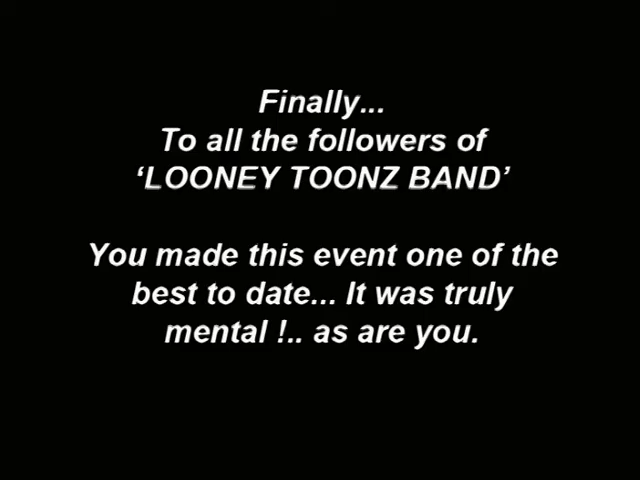 Finally...
To all the followers of
‘LOONEY TOONZ BAND’
You made this event one of the
best to date... It was truly
mental !.. as are you.